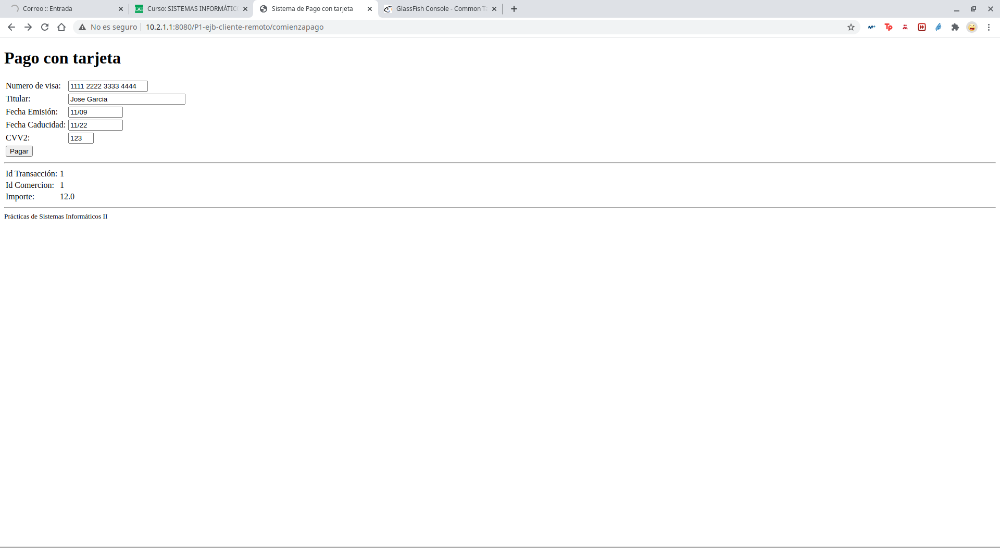 Correo :: Entrada
Curso: SISTEMAS INFORMÁTIC
Sistema de Pago con tarjeta
GlassFish Console - Common T
No es seguro 10.2.1.1:8080/P1-ejb-cliente-remoto/comienzapago
Pago con tarjeta
Numero de visa: 1111 2222 3333 4444
Titular: Jose Garcia
Fecha Emisión: 11/09
Fecha Caducidad: 11/22
CVV2: 123
Pagar
Id Transacción: 1
Id Comercion: 1
Importe: 12.0
Prácticas de Sistemas Informáticos II